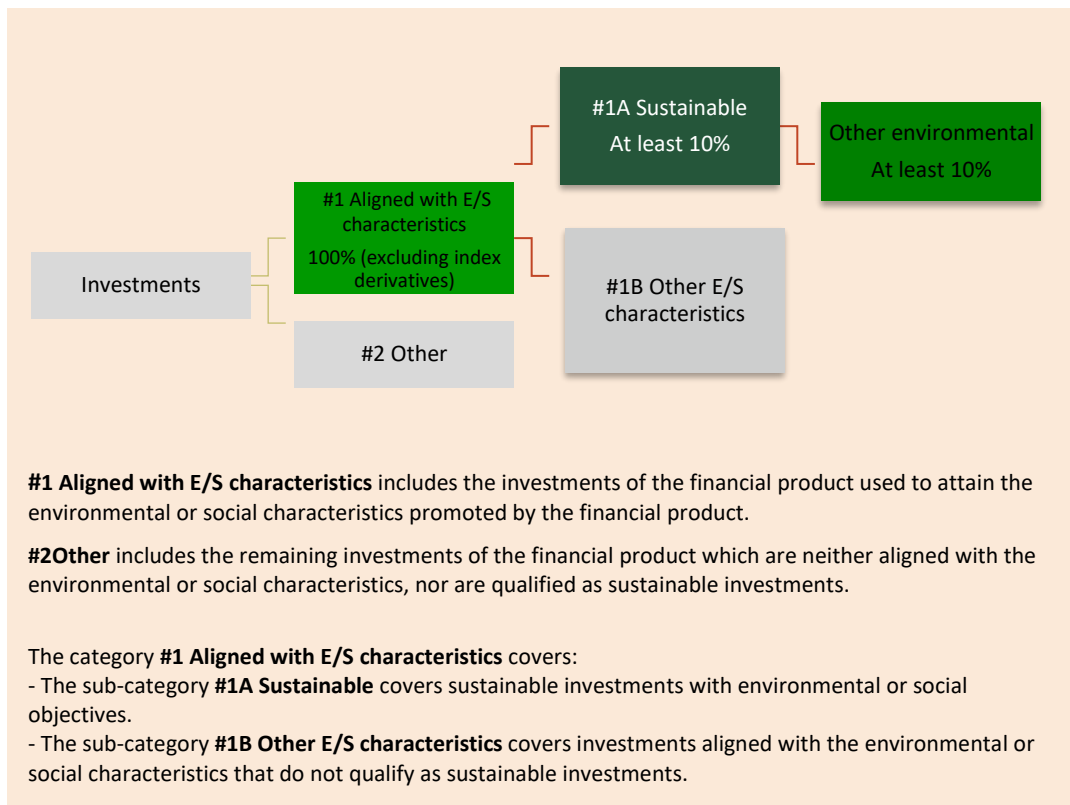 #1A Sustainable
At least 10%
Other environmental
At least 10%
#1 Aligned with E/S
characteristics
100% (excluding index
derivatives)
Investments
#1B Other E/S
characteristics
#2 Other
#1 Aligned with E/S characteristics includes the investments of the financial product used to attain the
environmental or social characteristics promoted by the financial product.
#2Other includes the remaining investments of the financial product which are neither aligned with the
environmental or social characteristics, nor are qualified as sustainable investments.
The category #1 Aligned with E/S characteristics covers:
- The sub-category #1A Sustainable covers sustainable investments with environmental or social
objectives.
- The sub-category #1B Other E/S characteristics covers investments aligned with the environmental or
social characteristics that do not qualify as sustainable investments.